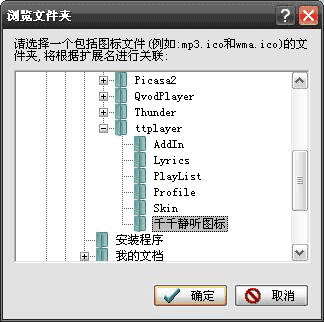 浏览文件夹
请选择一个包括图标文件(例如:mp3.ico和wma.ico)的文
件夹,将根据扩展名进行关联:
Picasa2
QvodPlayer
Thunder
ttplayer
AddIn
Lyrics
PlayList
Profile
Skin
千千静听图标
安装程序
我的文档
确定
取消